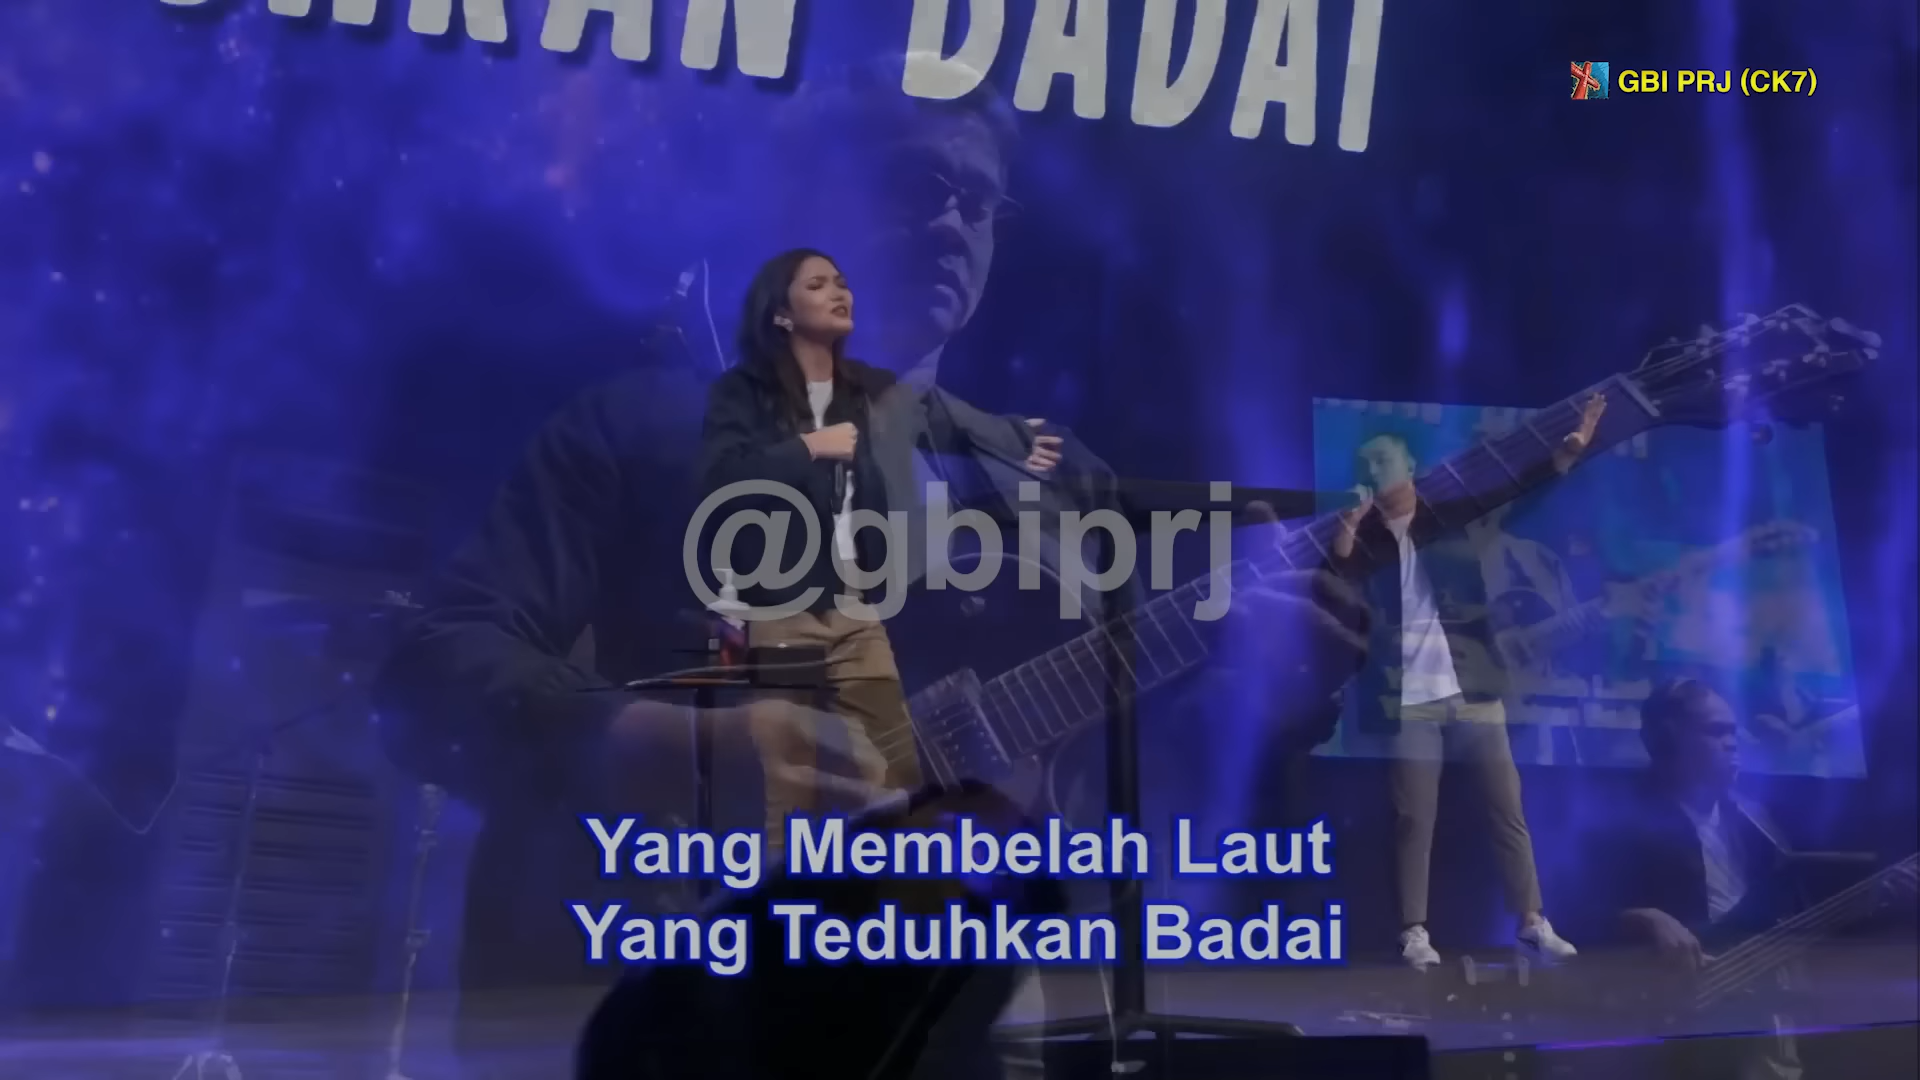 BADAI
GBI PRJ (CK7)
@gbiprj
Yang Membelah Laut
Yang Teduhkan Badai